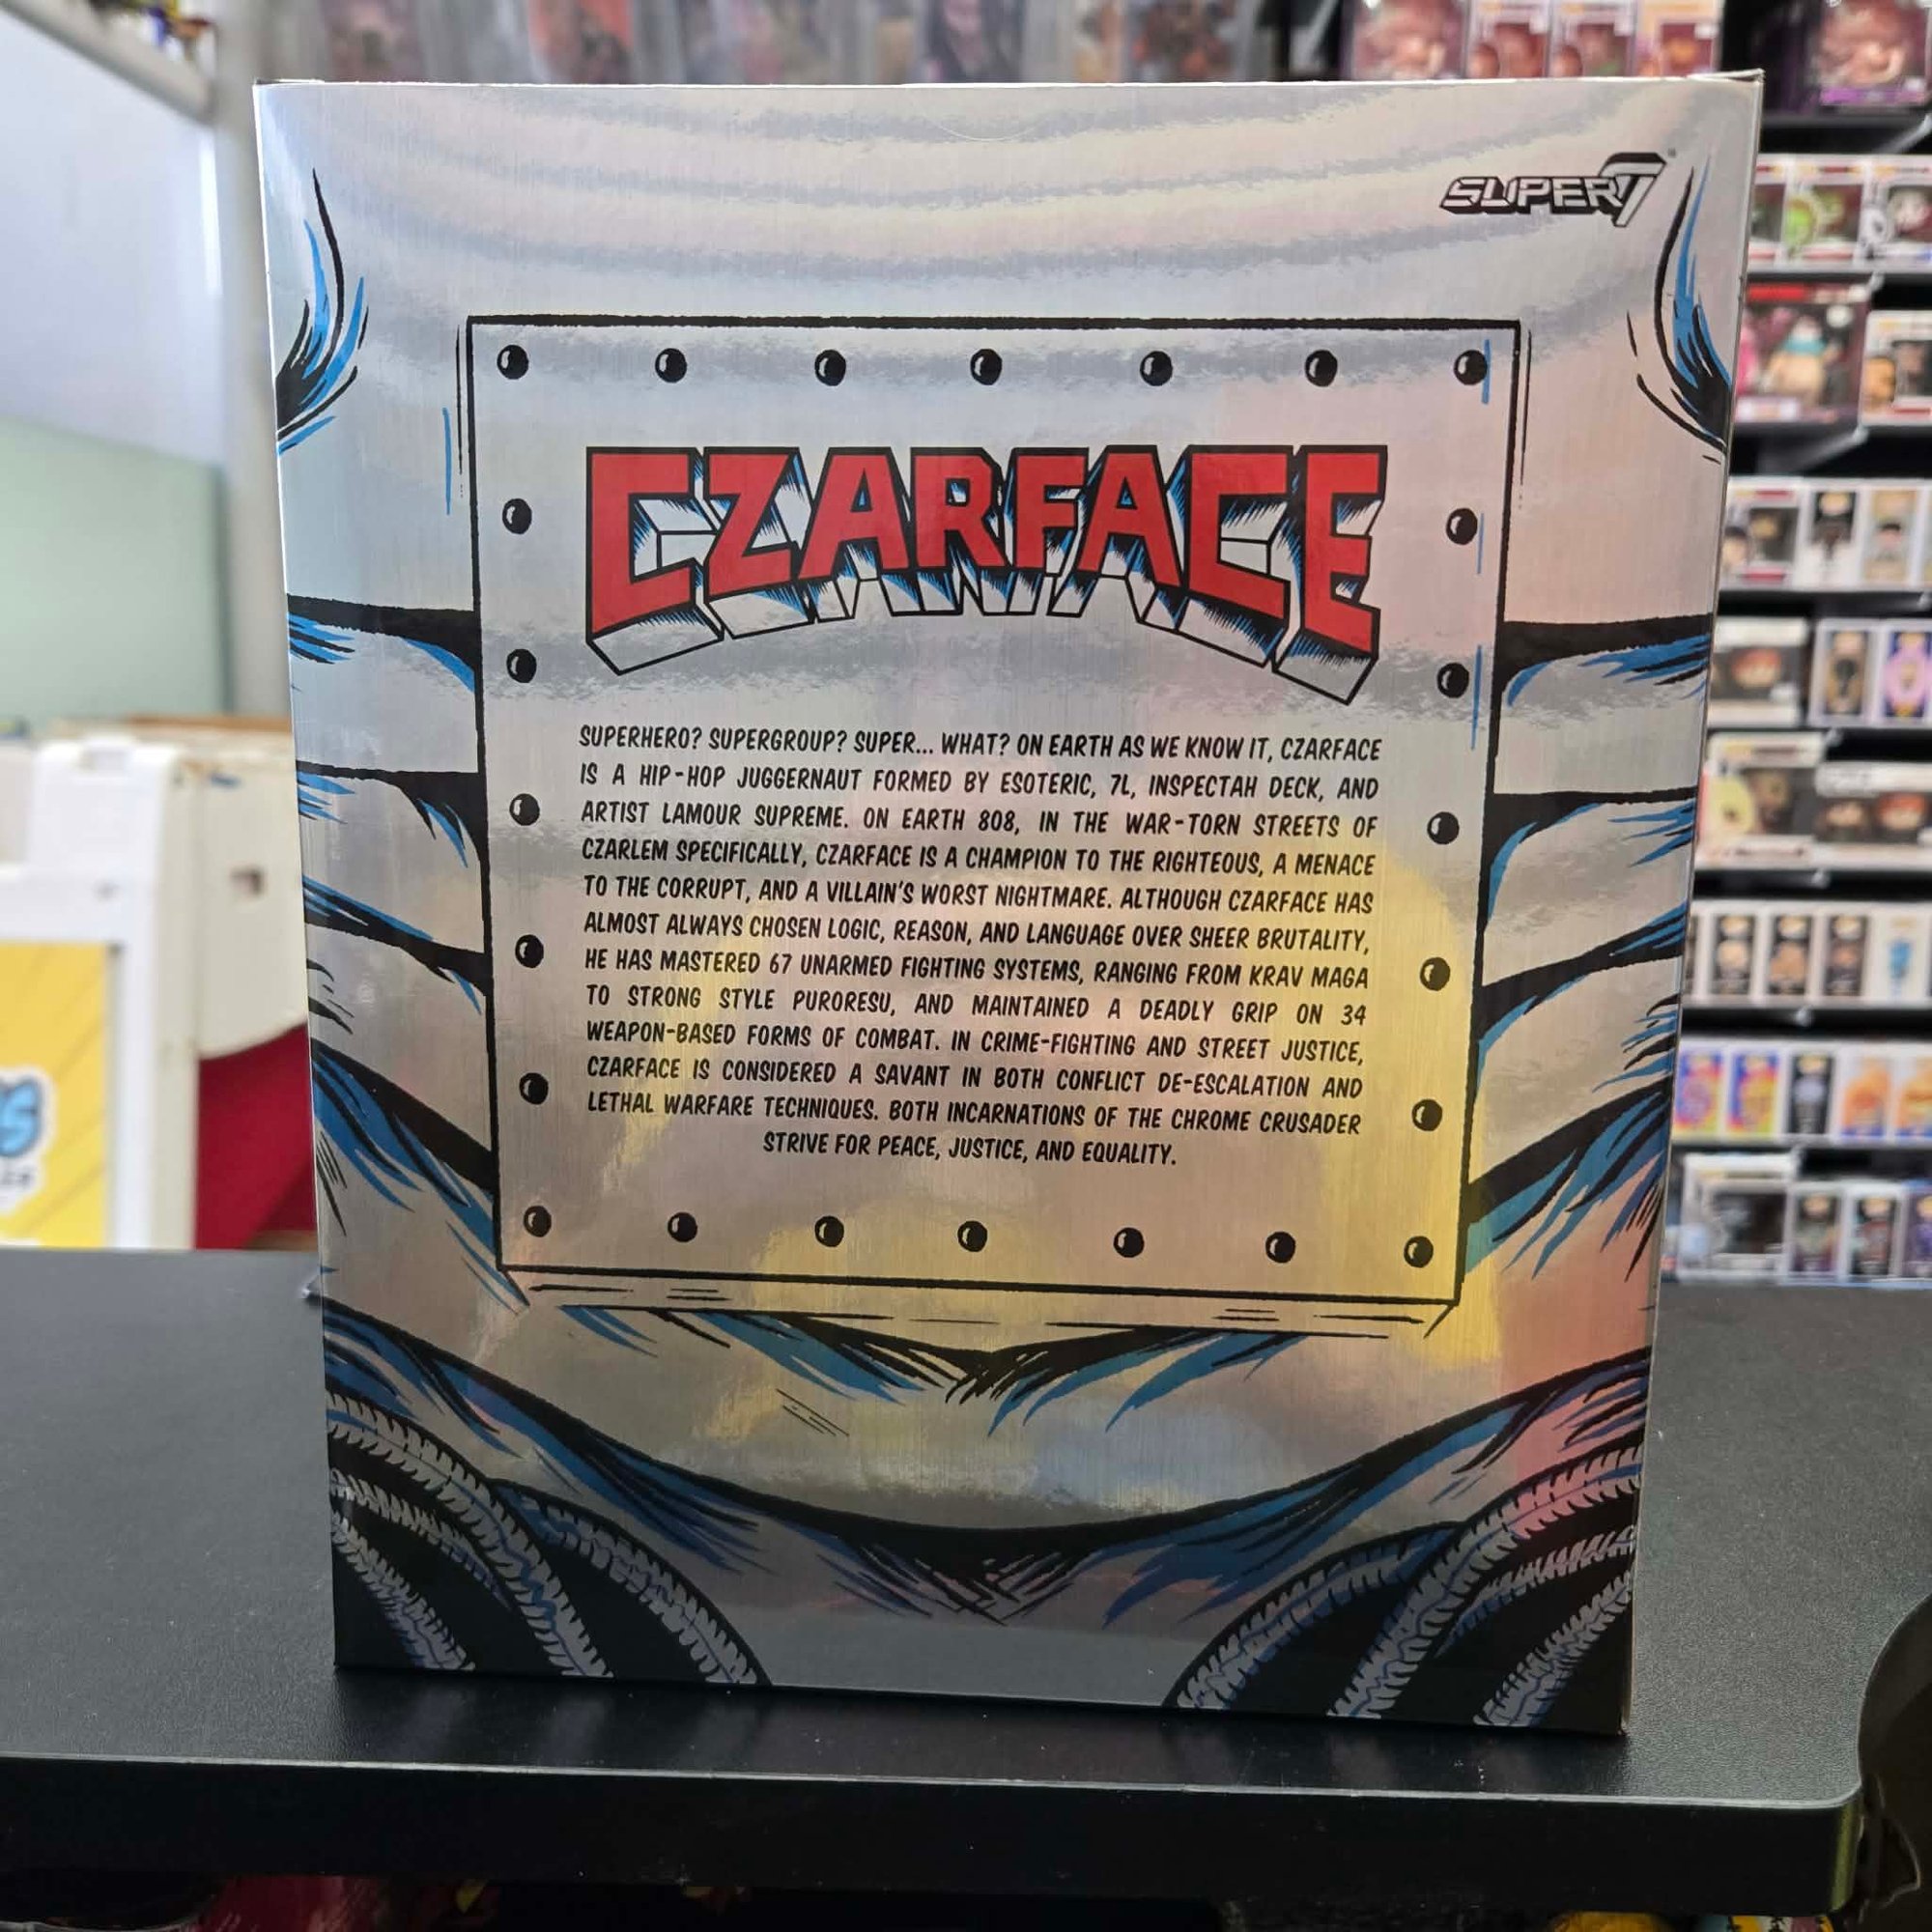 SUPER7
CZARFACE
SUPERHERO? SUPERGROUP? SUPER... WHAT? ON EARTH AS WE KNOW IT, CZARFACE
IS A HIP-HOP JUGGERNAUT FORMED BY ESOTERIC, 7L, INSPECTAH DECK, AND
ARTIST LAMOUR SUPREME. ON EARTH 808, IN THE WAR-TORN STREETS OF
CZARLEM SPECIFICALLY, CZARFACE IS A CHAMPION TO THE RIGHTEOUS, A MENACE
TO THE CORRUPT, AND A VILLAIN'S WORST NIGHTMARE. ALTHOUGH CZARFACE HAS
ALMOST ALWAYS CHOSEN LOGIC, REASON, AND LANGUAGE OVER SHEER BRUTALITY,
HE HAS MASTERED 67 UNARMED FIGHTING SYSTEMS, RANGING FROM KRAV MAGA
TO STRONG STYLE PURORESU, AND MAINTAINED A DEADLY GRIP ON 34
WEAPON-BASED FORMS OF COMBAT. IN CRIME-FIGHTING AND STREET JUSTICE,
CZARFACE IS CONSIDERED A SAVANT IN BOTH CONFLICT DE-ESCALATION AND
LETHAL WARFARE TECHNIQUES. BOTH INCARNATIONS OF THE CHROME CRUSADER
STRIVE FOR PEACE, JUSTICE, AND EQUALITY.